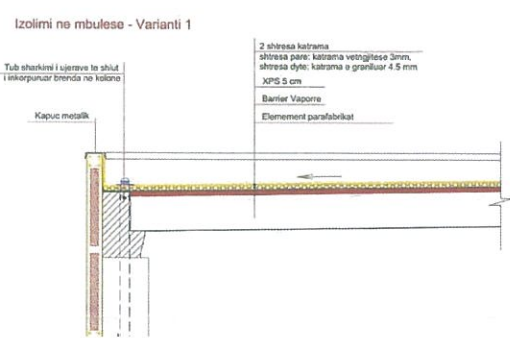 Izolimi ne mbulese - Varianti 1
2 shtresa katrama
shtresa pare: katrama vetngjitese 3mm,
shtresa dyte: katrama e graniluar 4.5 mm
Tub sharkimi i ujerave te shiut
i inkorpuruar brenda ne kolone
XPS 5 cm
Barrier Vaporre
Kapuc metalik
Elemement parafabrikat